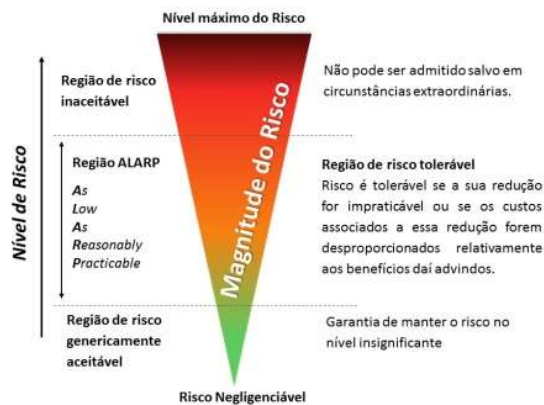 Nível máximo do Risco
Nível de Risco
Região de risco
inaceitável
Não pode ser admitido salvo em
circunstâncias extraordinárias.
Magnitude do Risco
Região ALARP
As
Low
As
Reasonably
Practicable
Região de risco tolerável
Risco é tolerável se a sua redução
for impraticável ou se os custos
associados a essa redução forem
desproporcionados relativamente
aos benefícios daí advindos.
Região de risco
genericamente
aceitável
Garantia de manter o risco no
nível insignificante
Risco Negligenciável